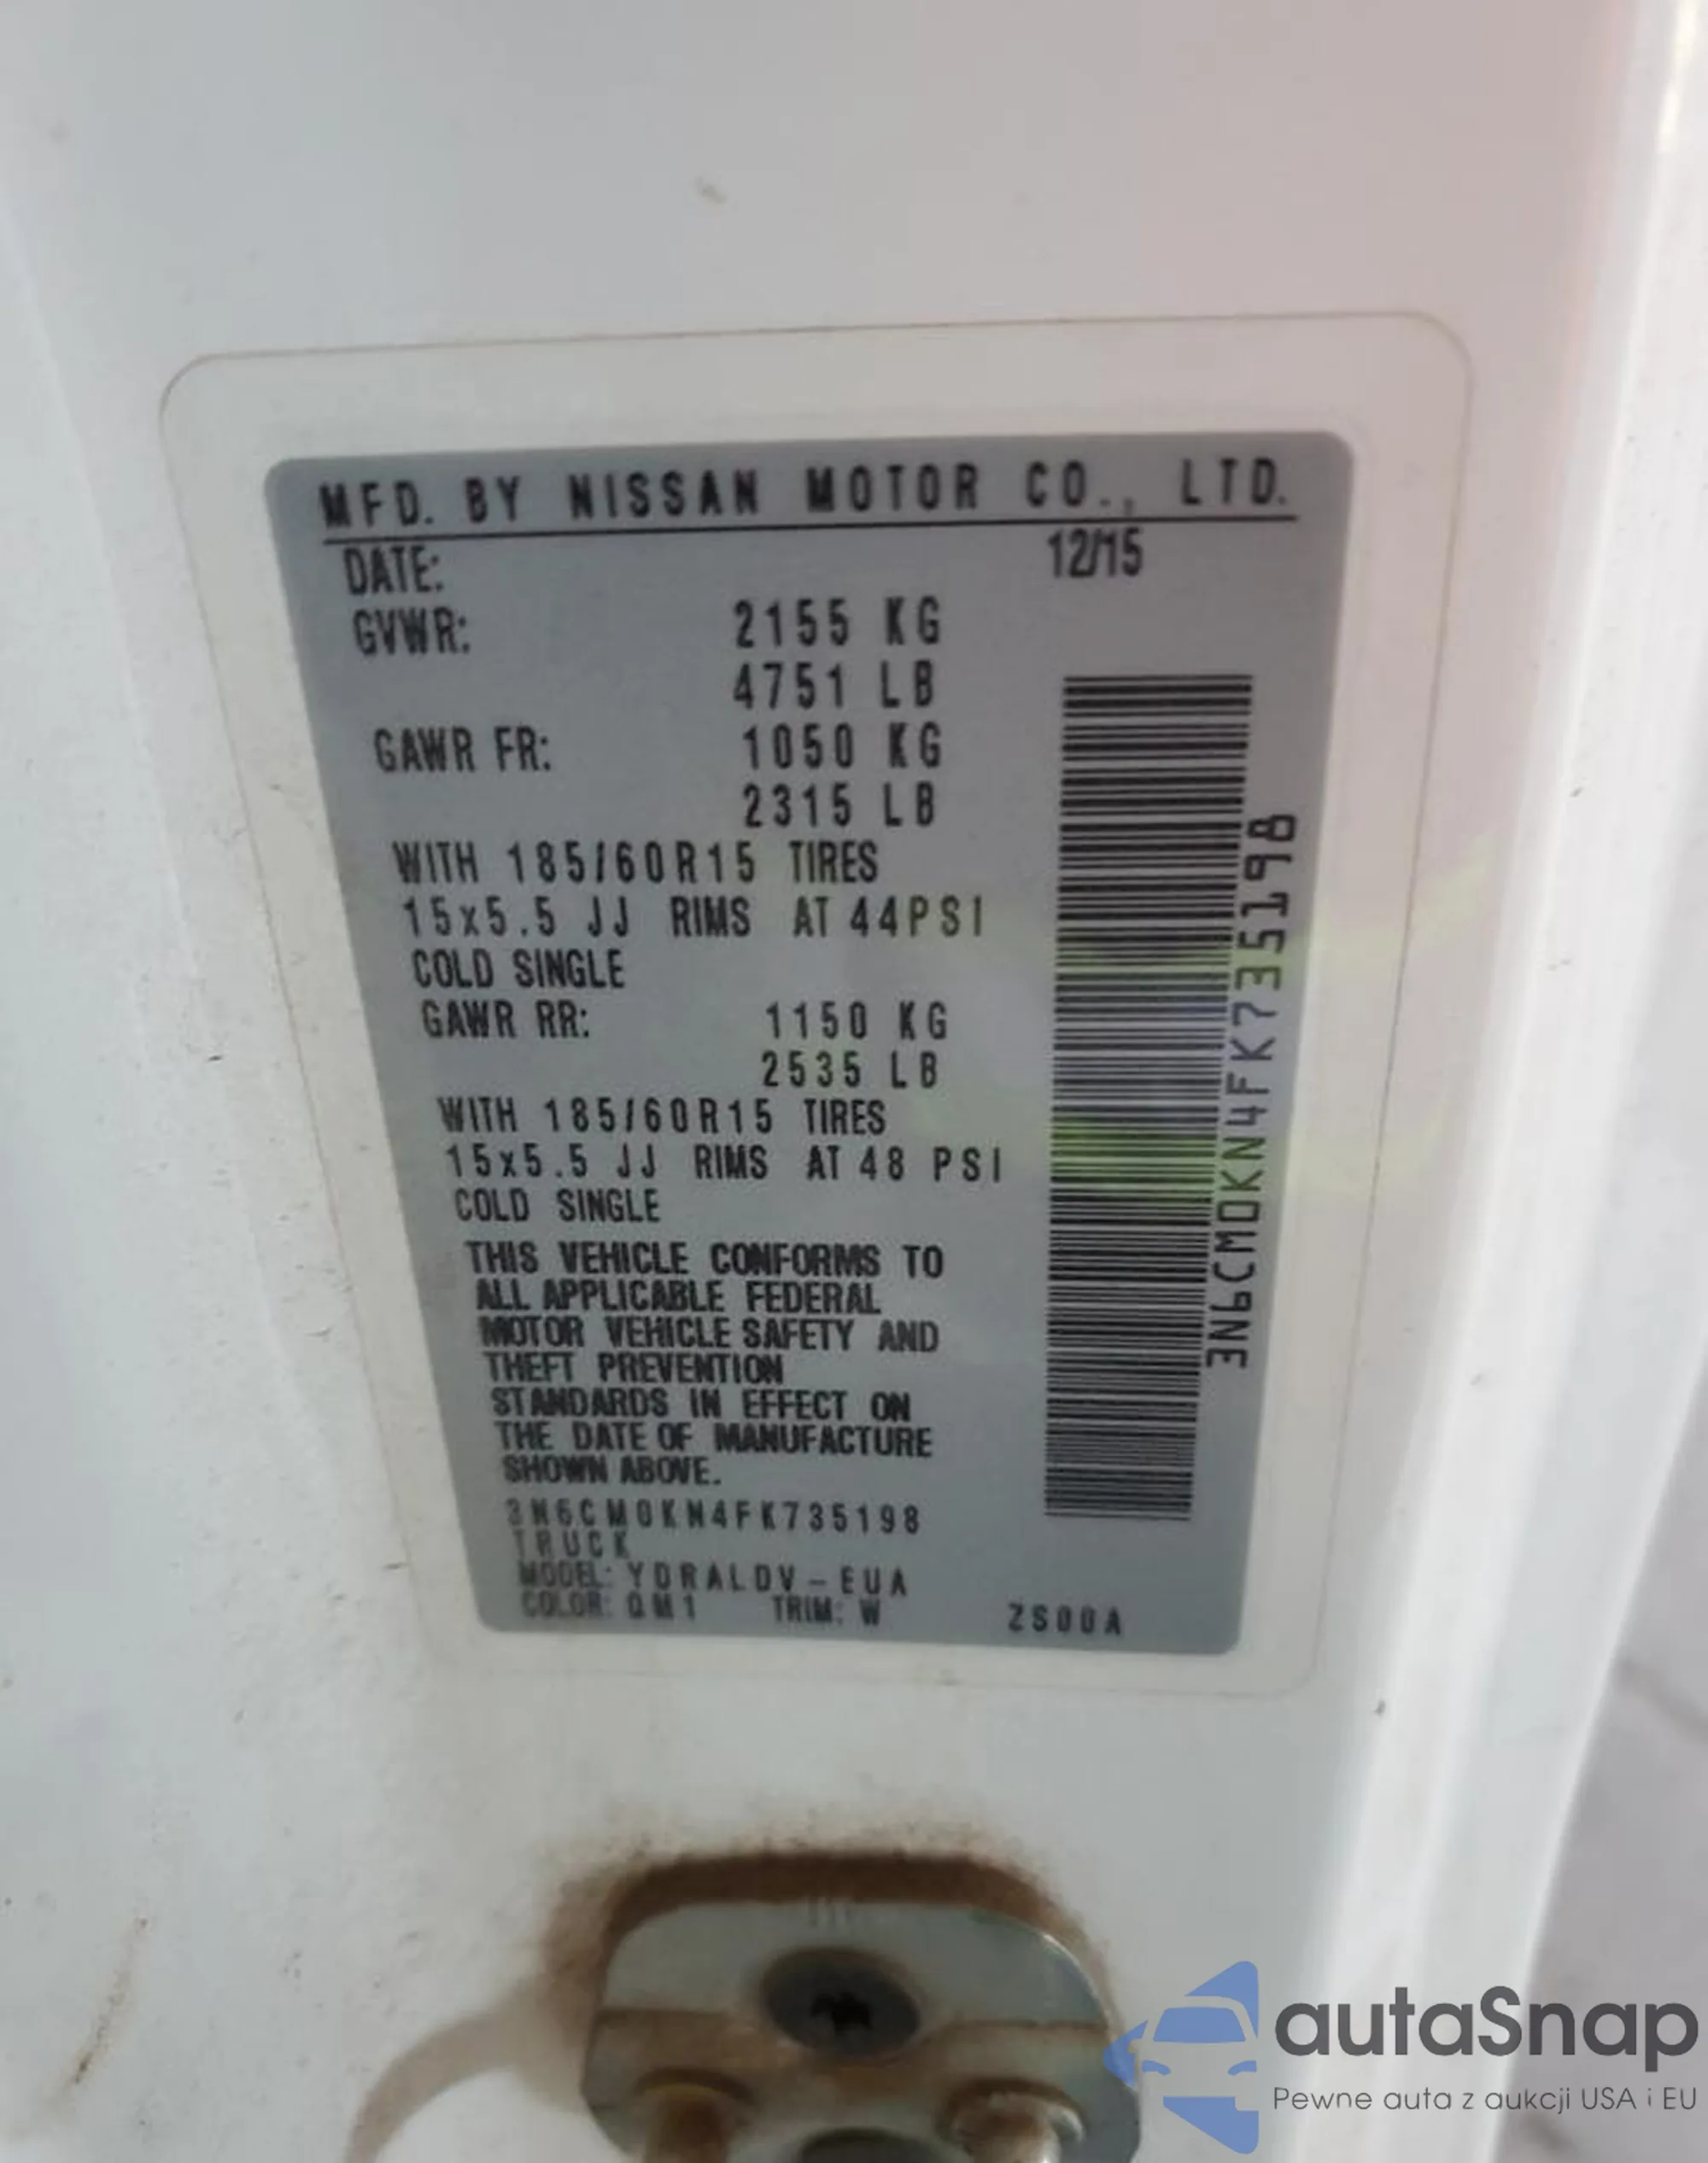 MFD. BY NISSAN MOTOR CO., LTD.
DATE: 12/15
GVWR: 2155 KG
4751 LB
GAWR FR: 1050 KG
2315 LB
WITH 185/60R15 TIRES
15x5.5 JJ RIMS AT 44PSI
COLD SINGLE
GAWR RR: 1150 KG
2535 LB
WITH 185/60R15 TIRES
15x5.5 JJ RIMS AT 48 PSI
COLD SINGLE
THIS VEHICLE CONFORMS TO
ALL APPLICABLE FEDERAL
MOTOR VEHICLE SAFETY AND
THEFT PREVENTION
STANDARDS IN EFFECT ON
THE DATE OF MANUFACTURE
SHOWN ABOVE.
3N6CM0KN4FK735198
TRUCK
MODEL: YDRALDV-EUA
COLOR: QM1 TRIM: W ZS00A
3N6CM0KN4FK735198
autaSnap
Pewne auta z aukcji USA i EU